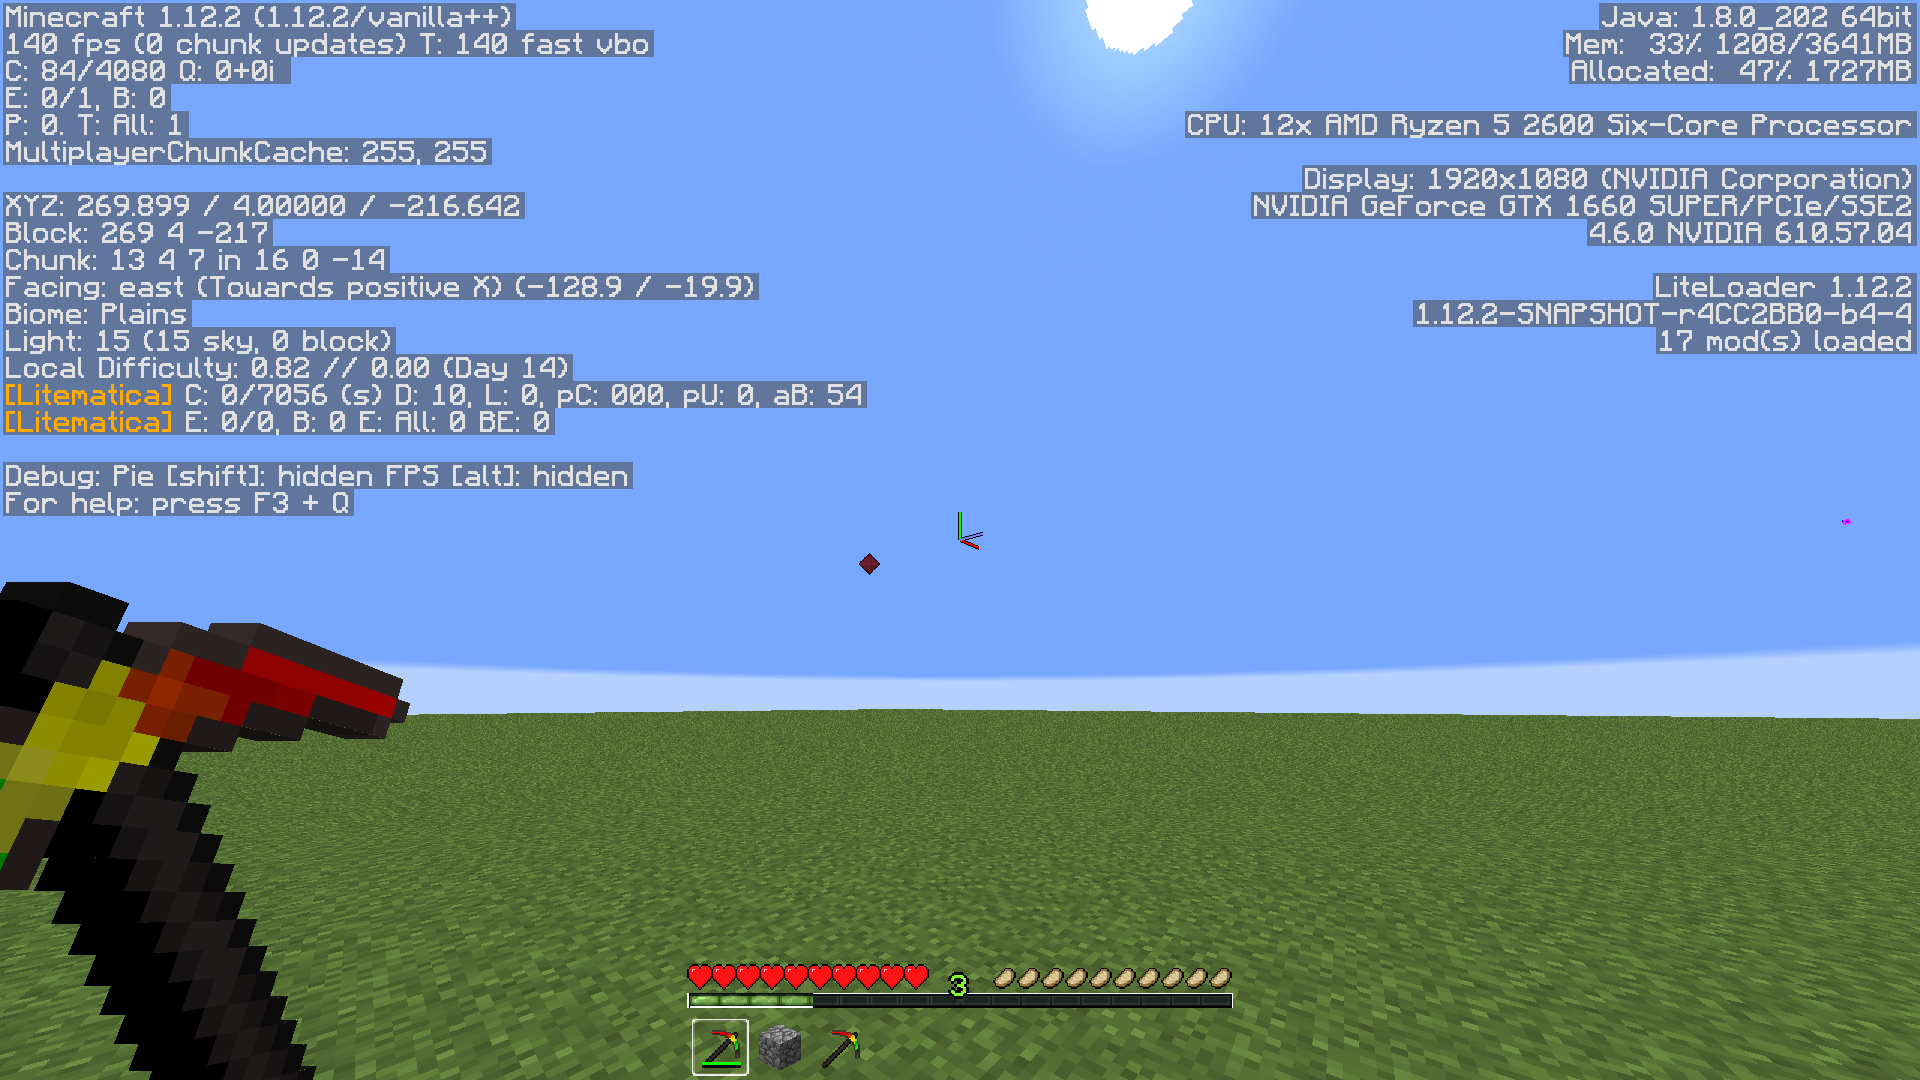 Minecraft 1.12.2 (1.12.2/vanilla++)
140 fps (0 chunk updates) T: 140 fast vbo
C: 84/4080 Q: 0+0i
E: 0/1, B: 0
P: 0. T: All: 1
MultiplayerChunkCache: 255, 255
XYZ: 269.899 / 4.00000 / -216.642
Block: 269 4 -217
Chunk: 13 4 7 in 16 0 -14
Facing: east (Towards positive X) (-128.9 / -19.9)
Biome: Plains
Light: 15 (15 sky, 0 block)
Local Difficulty: 0.82 // 0.00 (Day 14)
[Litematica] C: 0/7056 (s) D: 10, L: 0, pC: 000, pU: 0, aB: 54
[Litematica] E: 0/0, B: 0 E: All: 0 BE: 0
Debug: Pie [shift]: hidden FPS [alt]: hidden
For help: press F3 + Q
Java: 1.8.0_202 64bit
Mem: 33% 1208/3641MB
Allocated: 47% 1727MB
CPU: 12x AMD Ryzen 5 2600 Six-Core Processor
Display: 1920x1080 (NVIDIA Corporation)
NVIDIA GeForce GTX 1660 SUPER/PCIe/SSE2
4.6.0 NVIDIA 610.57.04
LiteLoader 1.12.2
1.12.2-SNAPSHOT-r4CC2BB0-b4-4
17 mod(s) loaded
3